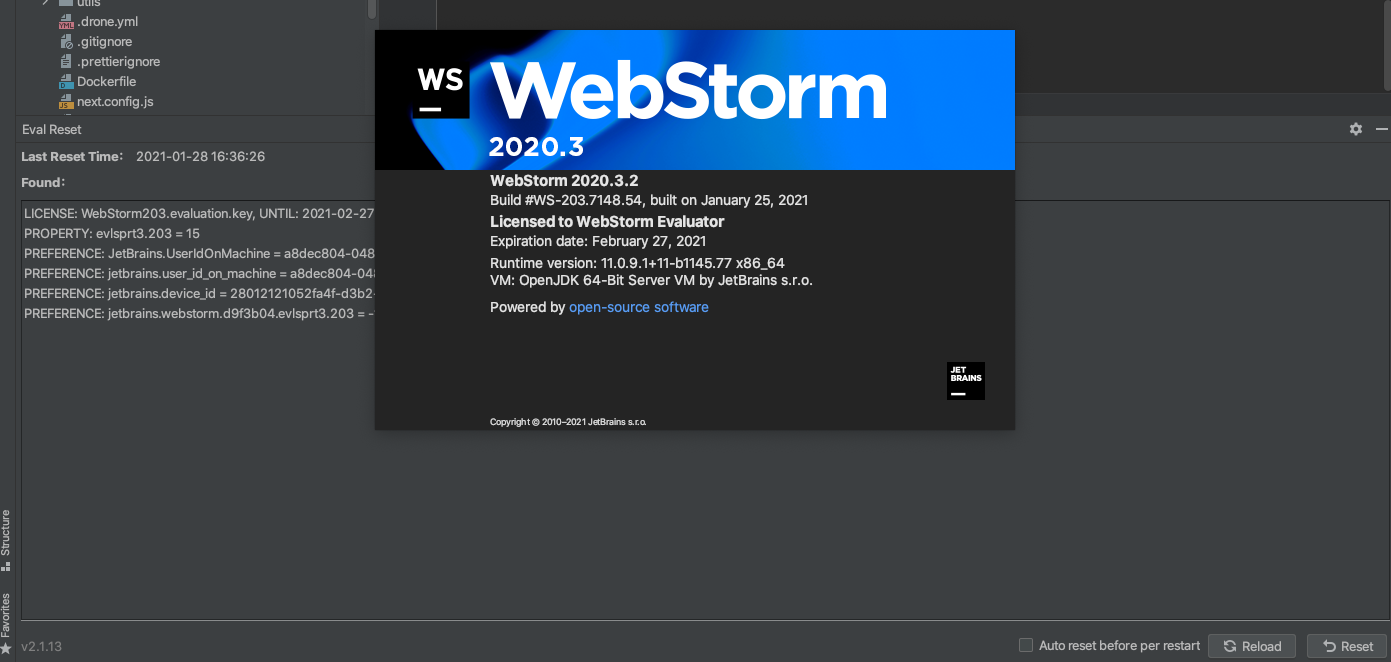 utils
.drone.yml
.gitignore
.prettierignore
Dockerfile
next.config.js
Eval Reset
Last Reset Time: 2021-01-28 16:36:26
Found:
LICENSE: WebStorm203.evaluation.key, UNTIL: 2021-02-27
PROPERTY: evlsprt3.203 = 15
PREFERENCE: JetBrains.UserIdOnMachine = a8dec804-048
PREFERENCE: jetbrains.user_id_on_machine = a8dec804-048
PREFERENCE: jetbrains.device_id = 28012121052fa4f-d3b2-
PREFERENCE: jetbrains.webstorm.d9f3b04.evlsprt3.203 = -
WS
WebStorm
2020.3
WebStorm 2020.3.2
Build #WS-203.7148.54, built on January 25, 2021
Licensed to WebStorm Evaluator
Expiration date: February 27, 2021
Runtime version: 11.0.9.1+11-b1145.77 x86_64
VM: OpenJDK 64-Bit Server VM by JetBrains s.r.o.
Powered by open-source software
JET
BRAINS
Copyright © 2010–2021 JetBrains s.r.o.
Structure
Favorites
v2.1.13
Auto reset before per restart
Reload
Reset